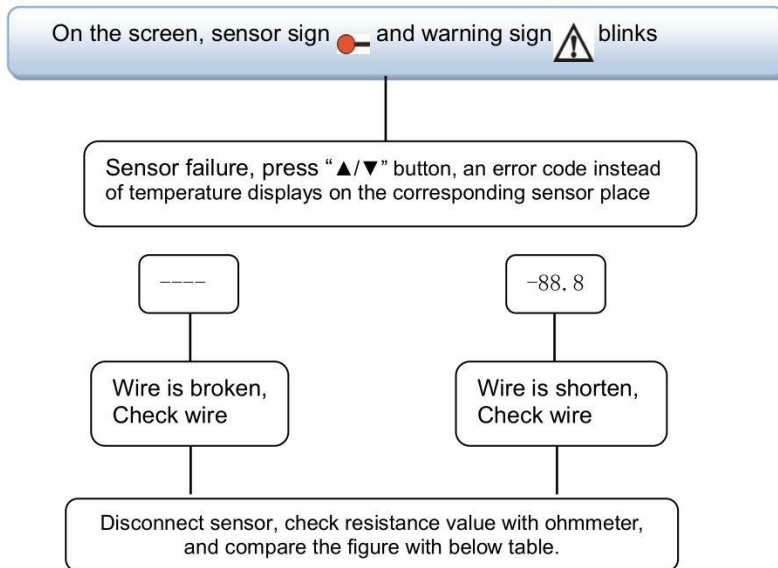 On the screen, sensor sign and warning sign blinks
Sensor failure, press “▲/▼” button, an error code instead
of temperature displays on the corresponding sensor place
----
-88.8
Wire is broken,
Check wire
Wire is shorten,
Check wire
Disconnect sensor, check resistance value with ohmmeter,
and compare the figure with below table.